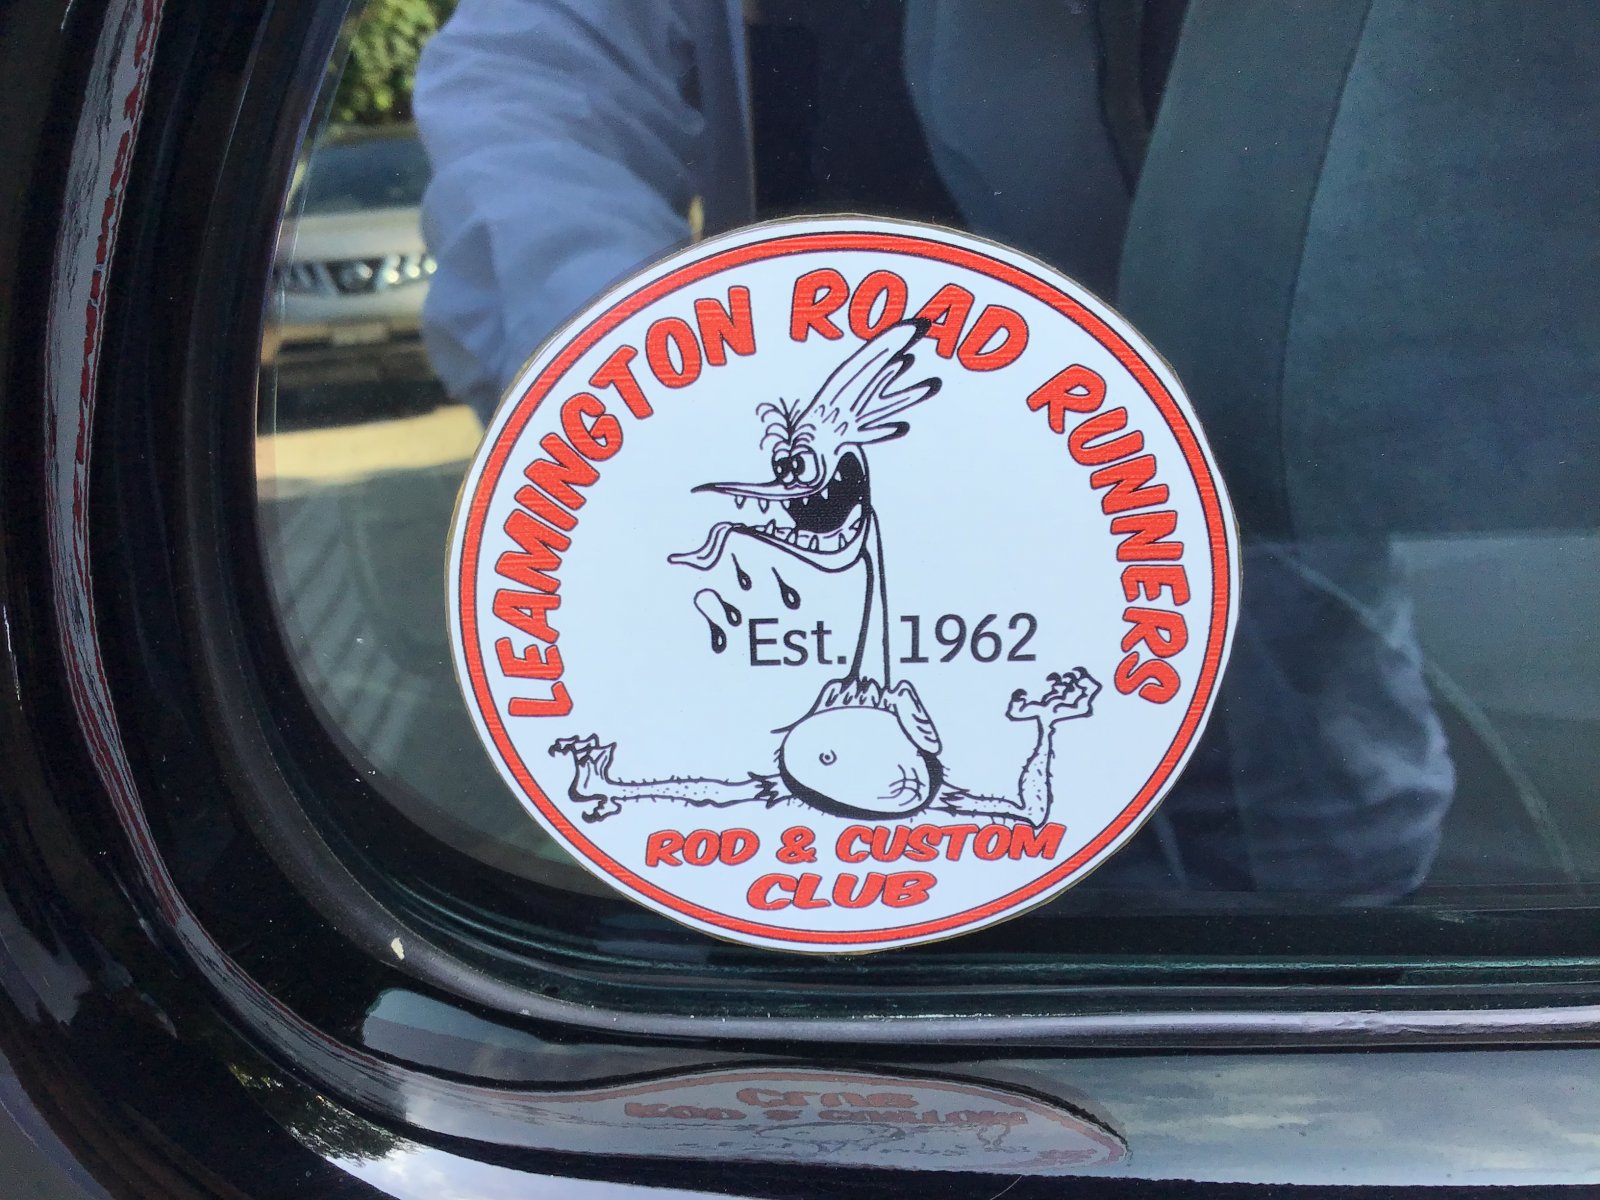 LEAMINGTON ROAD RUNNERS
Est. 1962
ROD & CUSTOM
CLUB